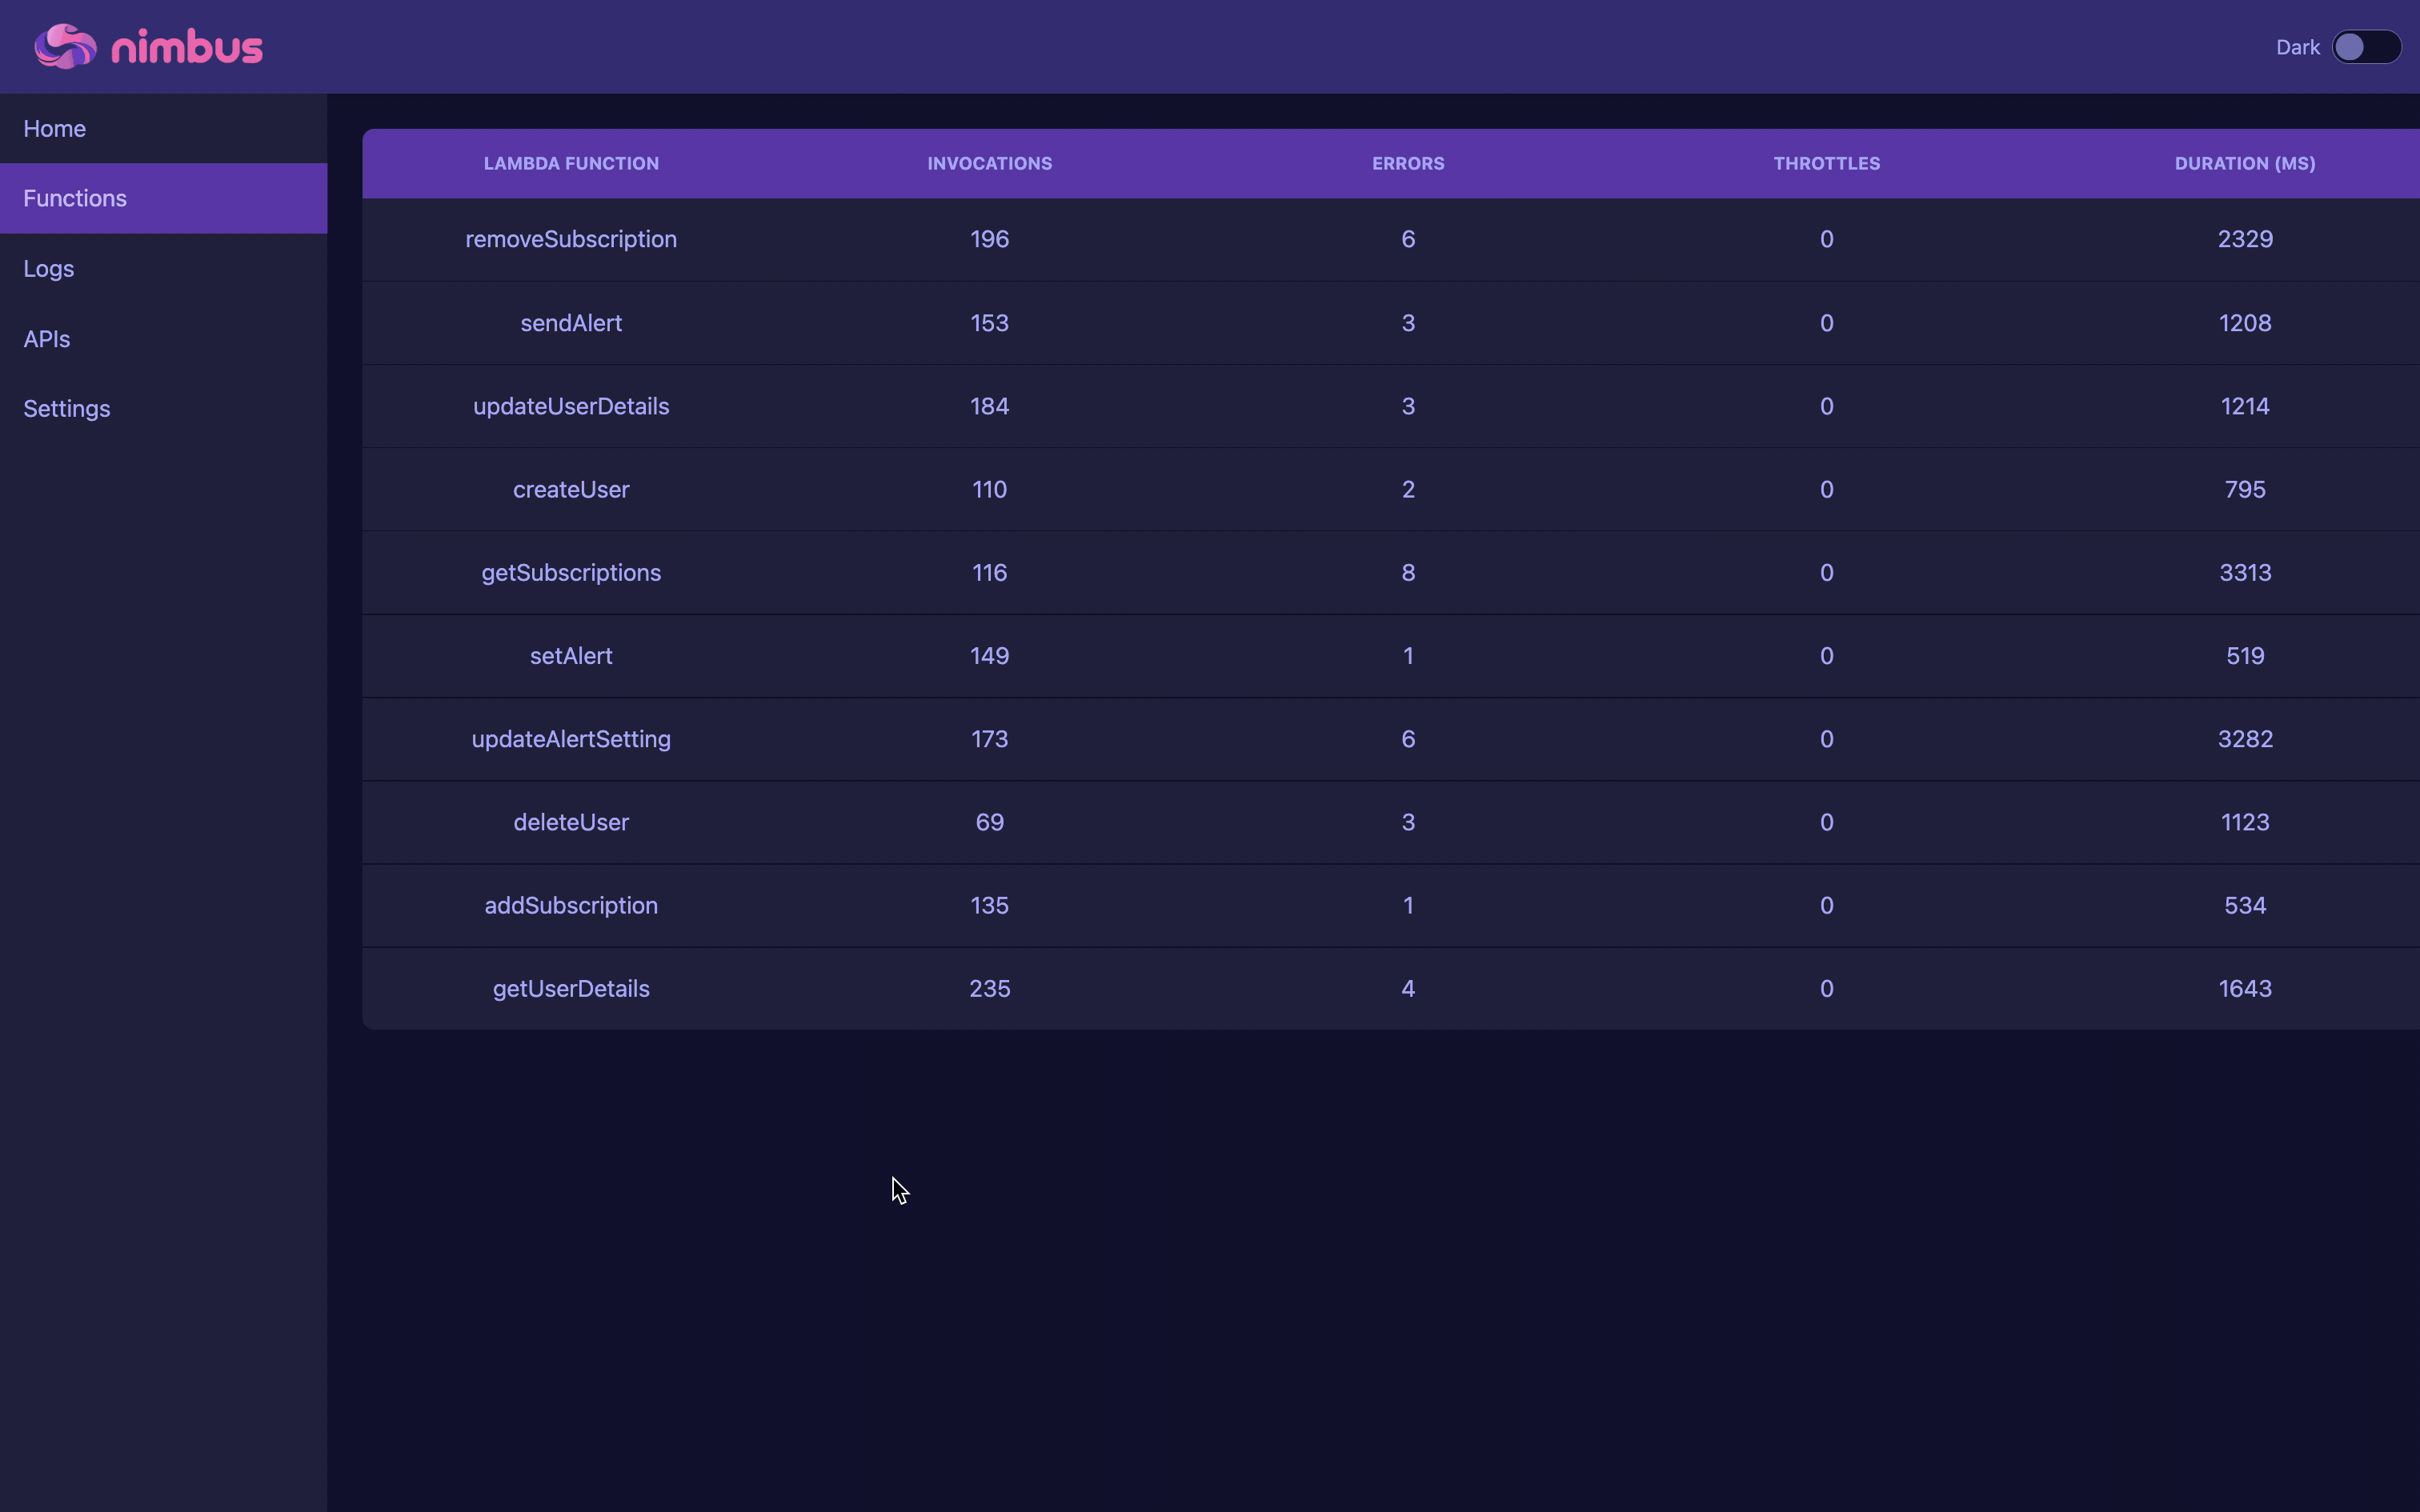 nimbus
Dark
Home
Functions
Logs
APIs
Settings
LAMBDA FUNCTION INVOCATIONS ERRORS THROTTLES DURATION (MS)
removeSubscription 196 6 0 2329
sendAlert 153 3 0 1208
updateUserDetails 184 3 0 1214
createUser 110 2 0 795
getSubscriptions 116 8 0 3313
setAlert 149 1 0 519
updateAlertSetting 173 6 0 3282
deleteUser 69 3 0 1123
addSubscription 135 1 0 534
getUserDetails 235 4 0 1643